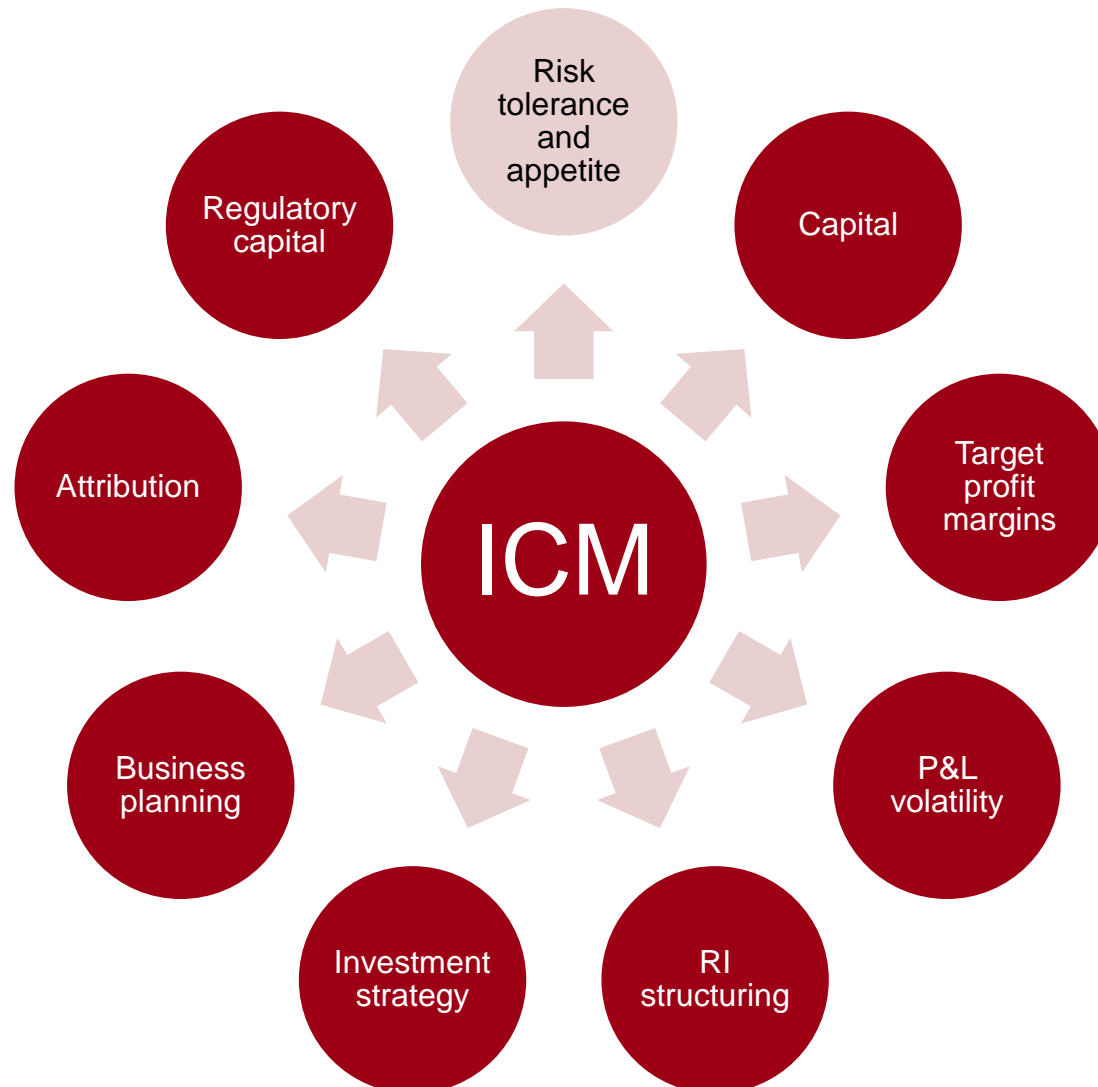 Risk
tolerance
and
appetite
Capital
Target
profit
margins
P&L
volatility
RI
structuring
Investment
strategy
Business
planning
Attribution
Regulatory
capital
ICM